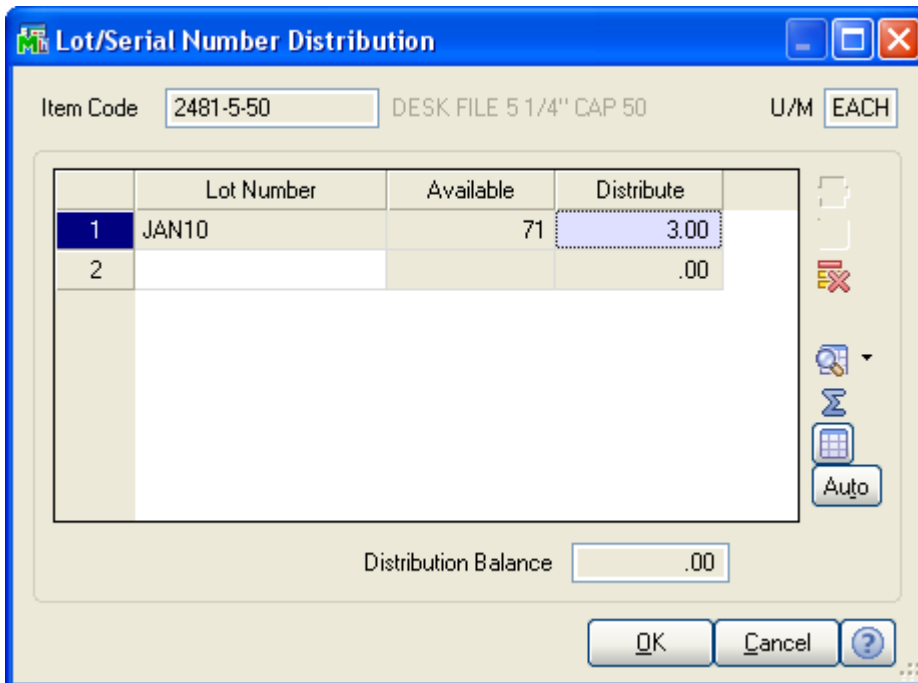 Lot/Serial Number Distribution
Item Code 2481-5-50 DESK FILE 5 1/4" CAP 50 U/M EACH
Lot Number Available Distribute
1 JAN10 71 3.00
2 .00
Auto
Distribution Balance .00
OK Cancel ?